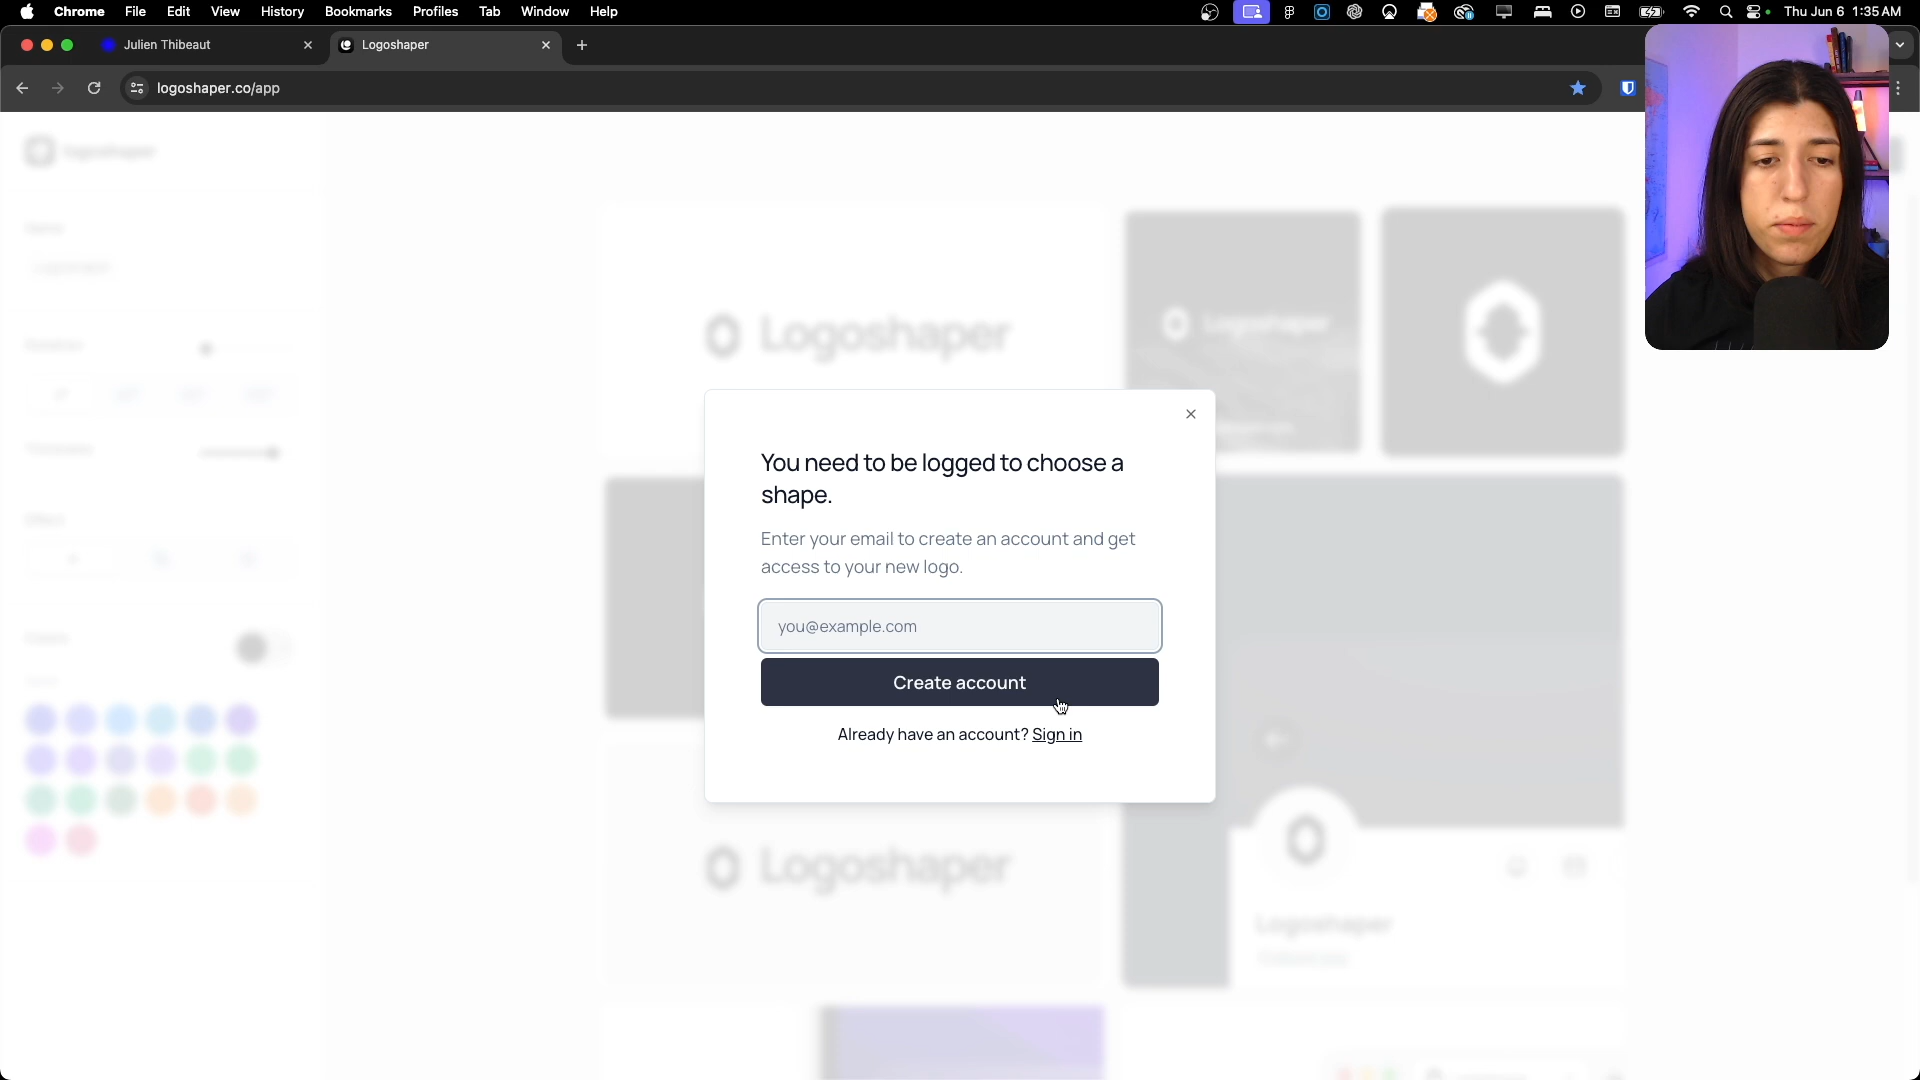 Chrome File Edit View History Bookmarks Profiles Tab Window Help
Thu Jun 6 1:35 AM
Julien Thibeaut
Logoshaper
logoshaper.co/app
logoshaper
Logoshaper
Logoshaper
You need to be logged to choose a
shape.
Enter your email to create an account and get
access to your new logo.
you@example.com
Create account
Already have an account? Sign in
Logoshaper
Logoshaper